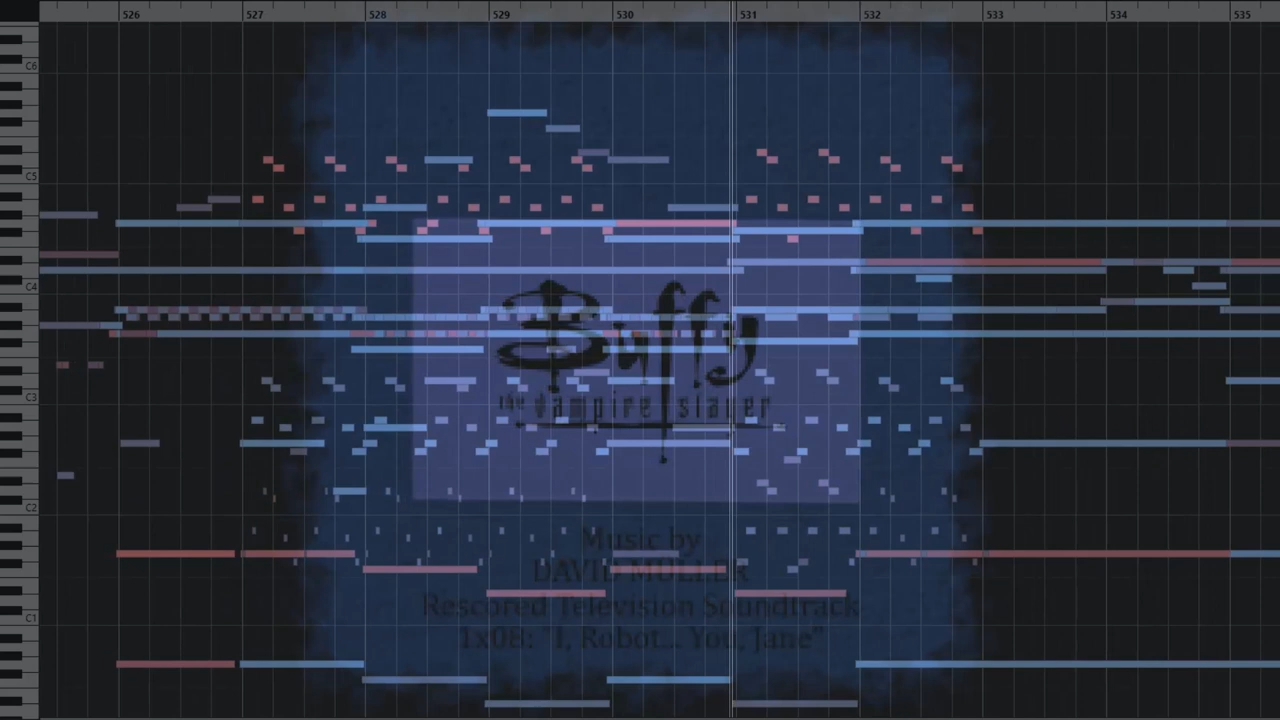 526 527 528 529 530 531 532 533 534 535
C6
C5
C4
C3
C2
C1
Buffy
the vampire slayer
Music by
DAVID MULLER
Rescored Television Soundtrack
1x08: "I, Robot... You, Jane"